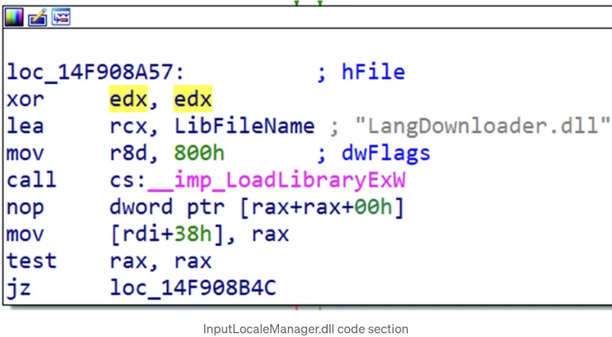 loc_14F908A57: ; hFile
xor edx, edx
lea rcx, LibFileName ; "LangDownloader.dll"
mov r8d, 800h ; dwFlags
call cs:__imp_LoadLibraryExW
nop dword ptr [rax+rax+00h]
mov [rdi+38h], rax
test rax, rax
jz loc_14F908B4C
InputLocaleManager.dll code section